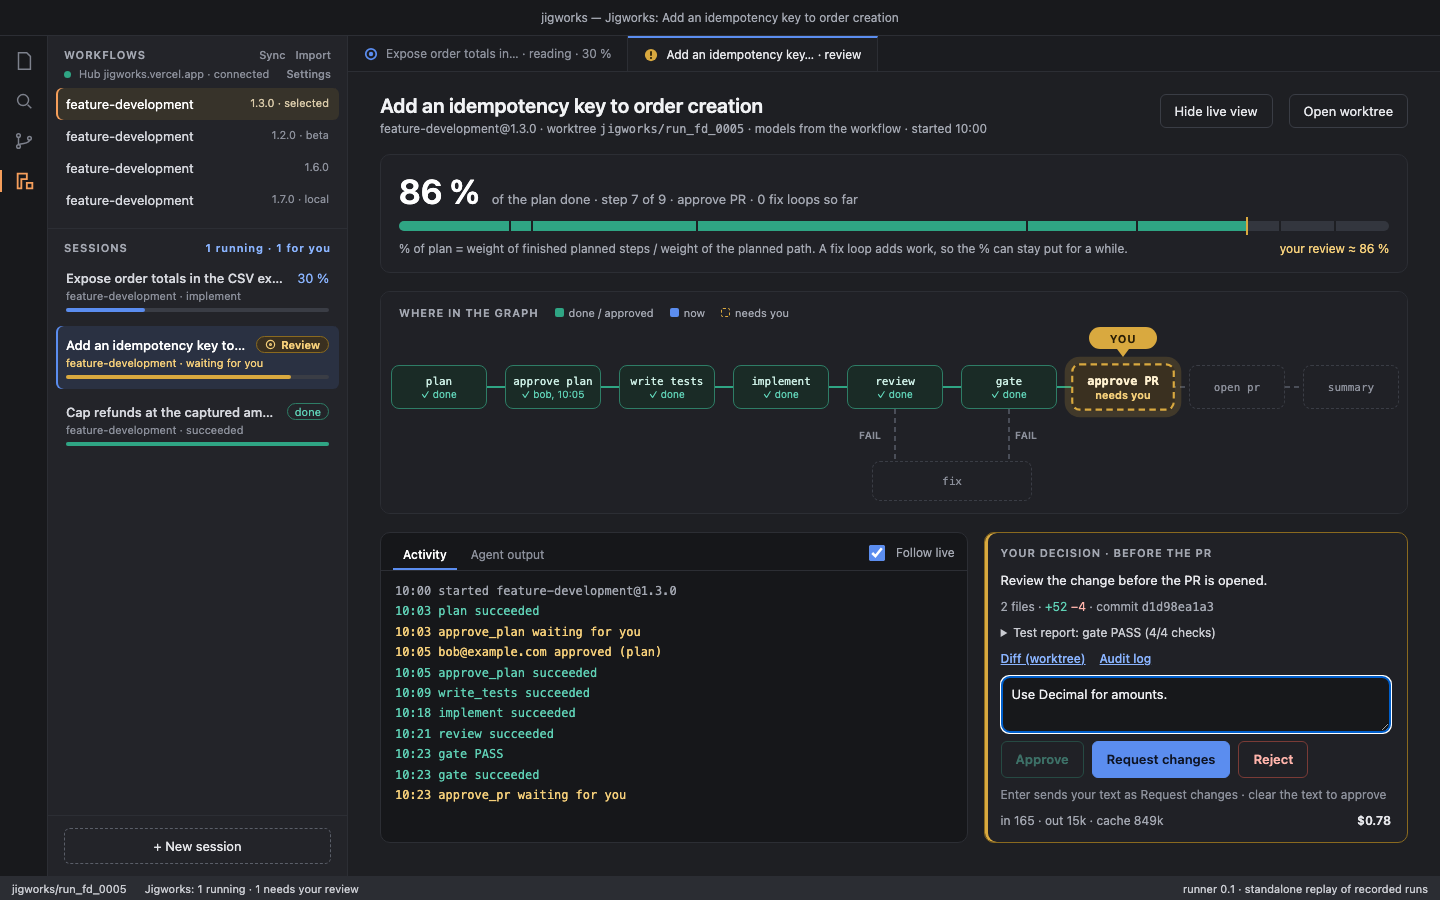 jigworks — Jigworks: Add an idempotency key to order creation
WORKFLOWS Sync Import
Hub jigworks.vercel.app · connected Settings
feature-development 1.3.0 · selected
feature-development 1.2.0 · beta
feature-development 1.6.0
feature-development 1.7.0 · local
SESSIONS 1 running · 1 for you
Expose order totals in the CSV ex... 30 %
feature-development · implement
Add an idempotency key to... Review
feature-development · waiting for you
Cap refunds at the captured am... done
feature-development · succeeded
+ New session
Expose order totals in... · reading · 30 %
Add an idempotency key... · review
Add an idempotency key to order creation
feature-development@1.3.0 · worktree jigworks/run_fd_0005 · models from the workflow · started 10:00
Hide live view
Open worktree
86 % of the plan done · step 7 of 9 · approve PR · 0 fix loops so far
% of plan = weight of finished planned steps / weight of the planned path. A fix loop adds work, so the % can stay put for a while. your review ≈ 86 %
WHERE IN THE GRAPH done / approved now needs you
YOU
plan
✓ done
approve plan
✓ bob, 10:05
write tests
✓ done
implement
✓ done
review
✓ done
gate
✓ done
approve PR
needs you
open pr
summary
FAIL
FAIL
fix
Activity Agent output Follow live
10:00 started feature-development@1.3.0
10:03 plan succeeded
10:03 approve_plan waiting for you
10:05 bob@example.com approved (plan)
10:05 approve_plan succeeded
10:09 write_tests succeeded
10:18 implement succeeded
10:21 review succeeded
10:23 gate PASS
10:23 gate succeeded
10:23 approve_pr waiting for you
YOUR DECISION · BEFORE THE PR
Review the change before the PR is opened.
2 files · +52 −4 · commit d1d98ea1a3
Test report: gate PASS (4/4 checks)
Diff (worktree) Audit log
Use Decimal for amounts.
Approve Request changes Reject
Enter sends your text as Request changes · clear the text to approve
in 165 · out 15k · cache 849k $0.78
jigworks/run_fd_0005 Jigworks: 1 running · 1 needs your review
runner 0.1 · standalone replay of recorded runs